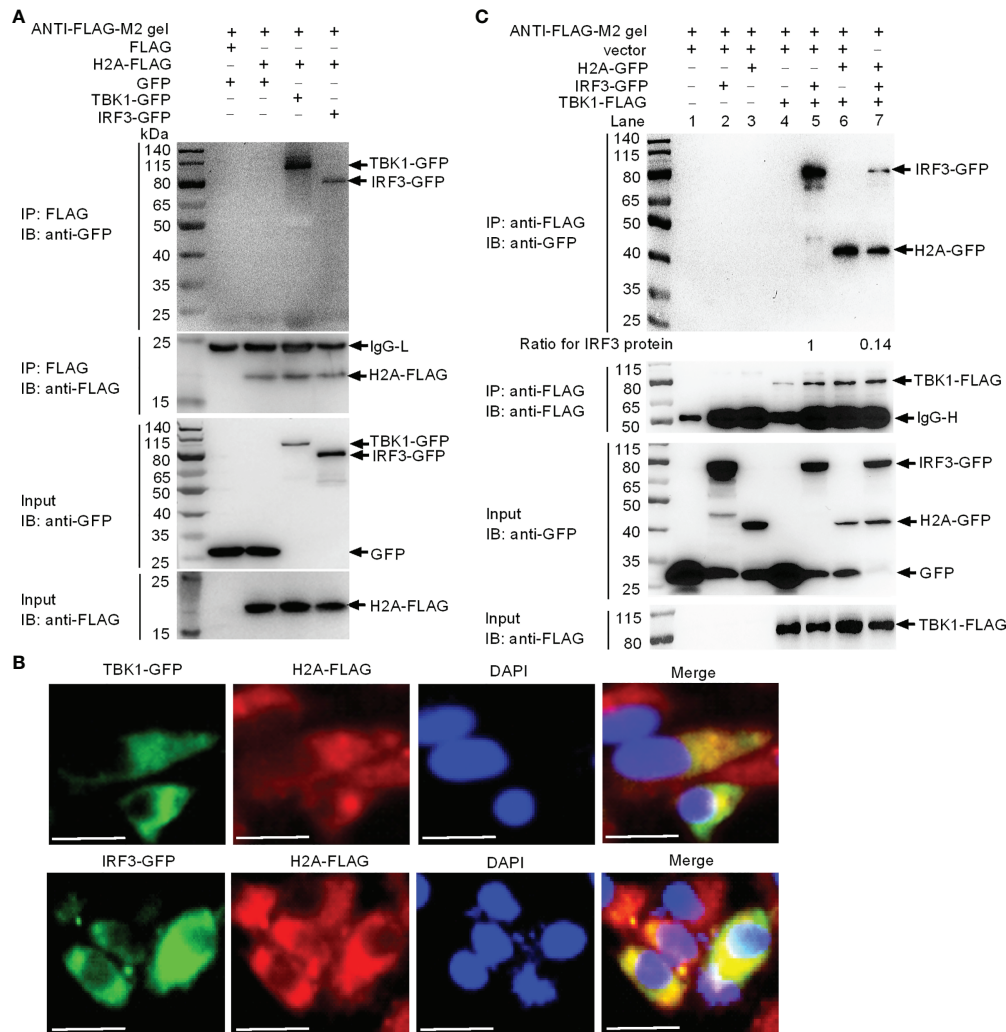 A
ANTI-FLAG-M2 gel + + + +
FLAG + – – –
H2A-FLAG – + + +
GFP + + – –
TBK1-GFP – – + –
IRF3-GFP – – – +
kDa
140
115
80
65
50
40
35
25
TBK1-GFP
IRF3-GFP
IP: FLAG
IB: anti-GFP
25
15
IgG-L
H2A-FLAG
IP: FLAG
IB: anti-FLAG
140
115
80
65
50
40
35
25
TBK1-GFP
IRF3-GFP
GFP
Input
IB: anti-GFP
25
15
H2A-FLAG
Input
IB: anti-FLAG
C
ANTI-FLAG-M2 gel + + + + + + +
vector + + + + + + –
H2A-GFP – – + – – + +
IRF3-GFP – + – – + – +
TBK1-FLAG – – – + + + +
Lane 1 2 3 4 5 6 7
140
115
80
65
50
40
35
25
IRF3-GFP
H2A-GFP
IP: anti-FLAG
IB: anti-GFP
Ratio for IRF3 protein 1 0.14
115
80
65
50
TBK1-FLAG
IgG-H
IP: anti-FLAG
IB: anti-FLAG
140
115
80
65
50
40
35
25
IRF3-GFP
H2A-GFP
GFP
Input
IB: anti-GFP
115
80
TBK1-FLAG
Input
IB: anti-FLAG
B
TBK1-GFP H2A-FLAG DAPI Merge
IRF3-GFP H2A-FLAG DAPI Merge